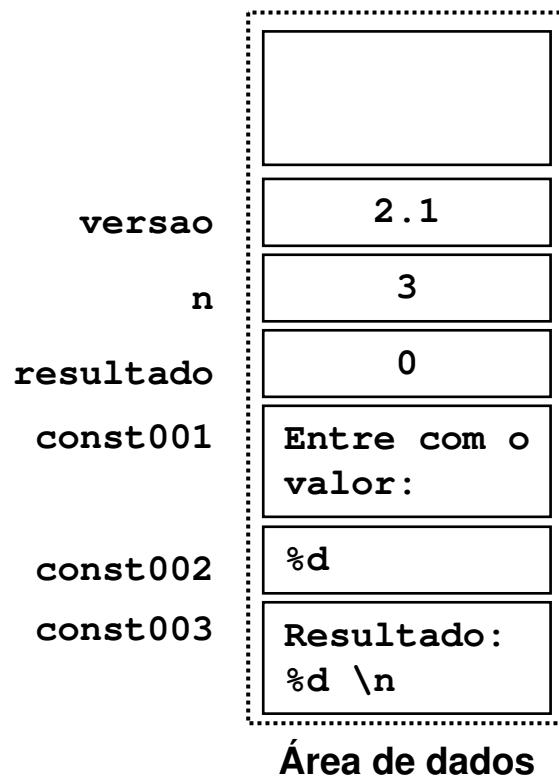 versao 2.1
n 3
resultado 0
const001 Entre com o
valor:
const002 %d
const003 Resultado:
%d \n
Área de dados